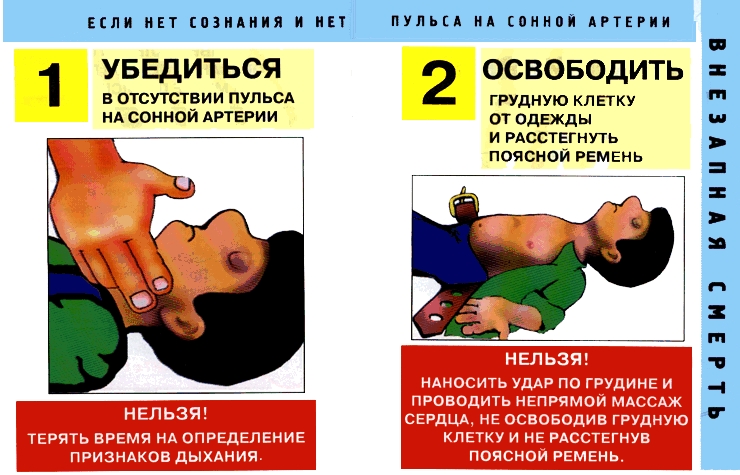 ЕСЛИ НЕТ СОЗНАНИЯ И НЕТ ПУЛЬСА НА СОННОЙ АРТЕРИИ
1
УБЕДИТЬСЯ
В ОТСУТСТВИИ ПУЛЬСА
НА СОННОЙ АРТЕРИИ
НЕЛЬЗЯ!
ТЕРЯТЬ ВРЕМЯ НА ОПРЕДЕЛЕНИЕ
ПРИЗНАКОВ ДЫХАНИЯ.
2
ОСВОБОДИТЬ
ГРУДНУЮ КЛЕТКУ
ОТ ОДЕЖДЫ
И РАССТЕГНУТЬ
ПОЯСНОЙ РЕМЕНЬ
НЕЛЬЗЯ!
НАНОСИТЬ УДАР ПО ГРУДИНЕ И
ПРОВОДИТЬ НЕПРЯМОЙ МАССАЖ
СЕРДЦА, НЕ ОСВОБОДИВ ГРУДНУЮ
КЛЕТКУ И НЕ РАССТЕГНУВ
ПОЯСНОЙ РЕМЕНЬ.
ВНЕЗАПНАЯ СМЕРТЬ